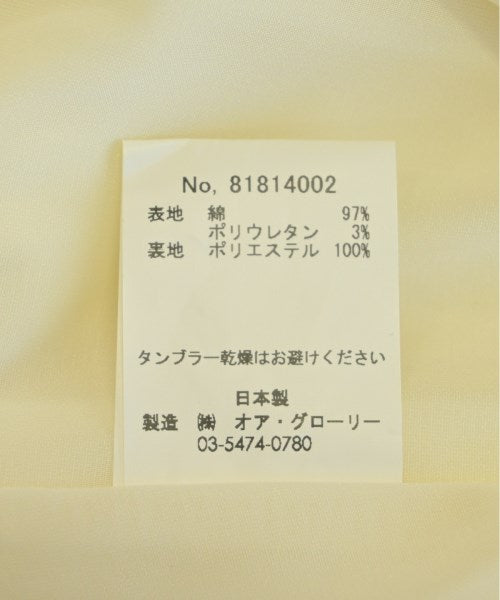 No, 81814002
表地 綿 97%
ポリウレタン 3%
裏地 ポリエステル 100%
タンブラー乾燥はお避けください
日本製
製造 ㈱ オア・グローリー
03-5474-0780